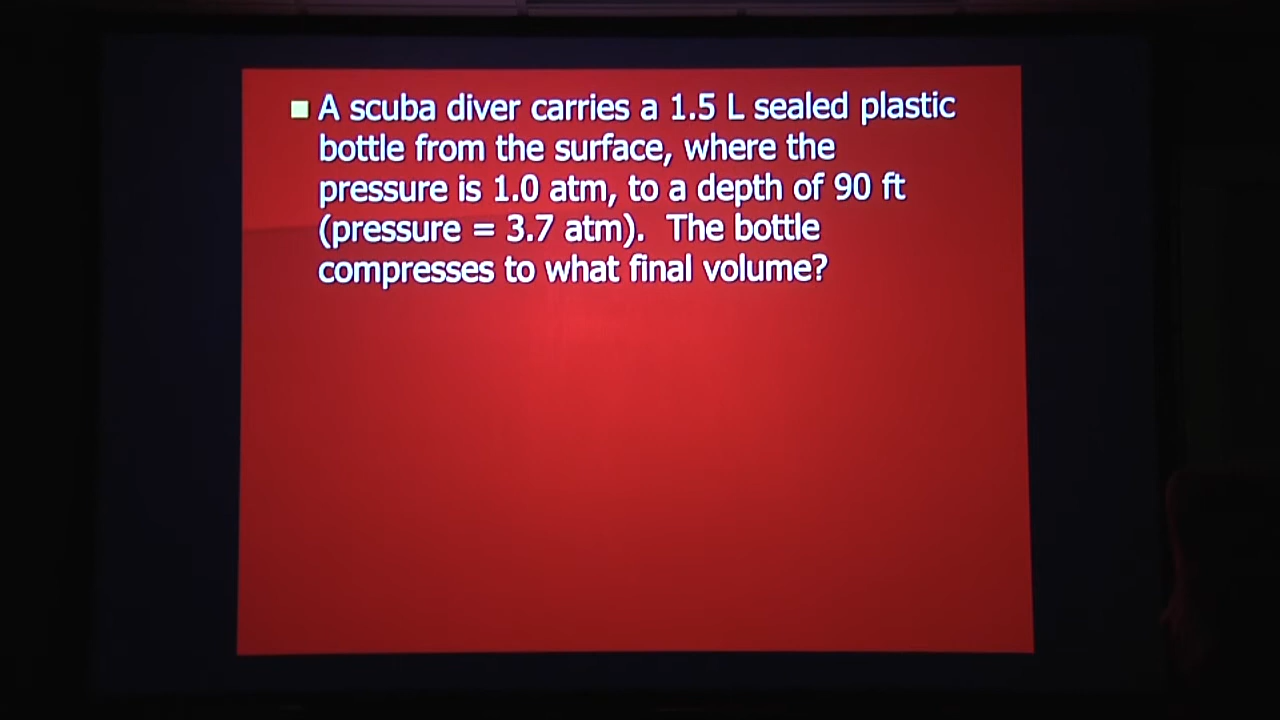 A scuba diver carries a 1.5 L sealed plastic
bottle from the surface, where the
pressure is 1.0 atm, to a depth of 90 ft
(pressure = 3.7 atm). The bottle
compresses to what final volume?